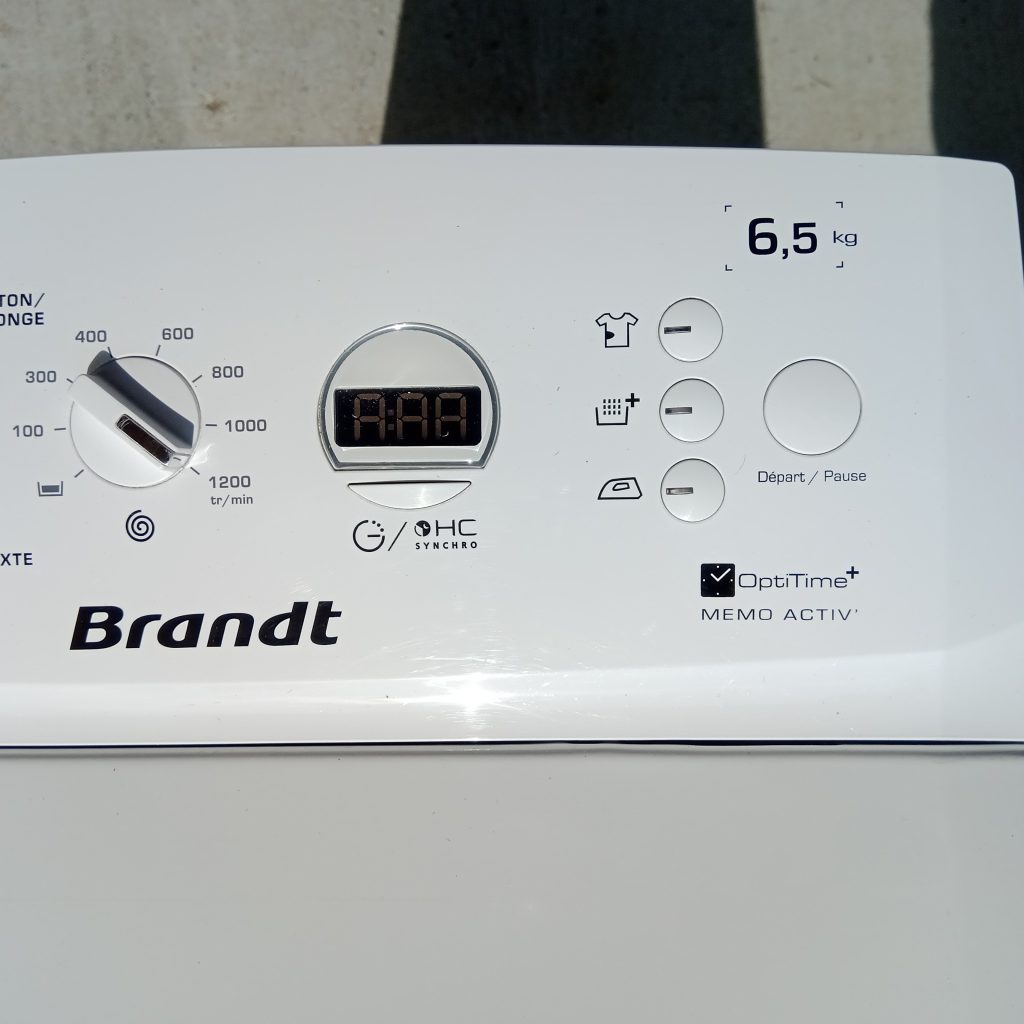 6,5 kg
TON/
ONGE
400
600
300
800
100
1000
1200
tr/min
Départ / Pause
HC
SYNCHRO
XTE
OptiTime+
MEMO ACTIV'
Brandt